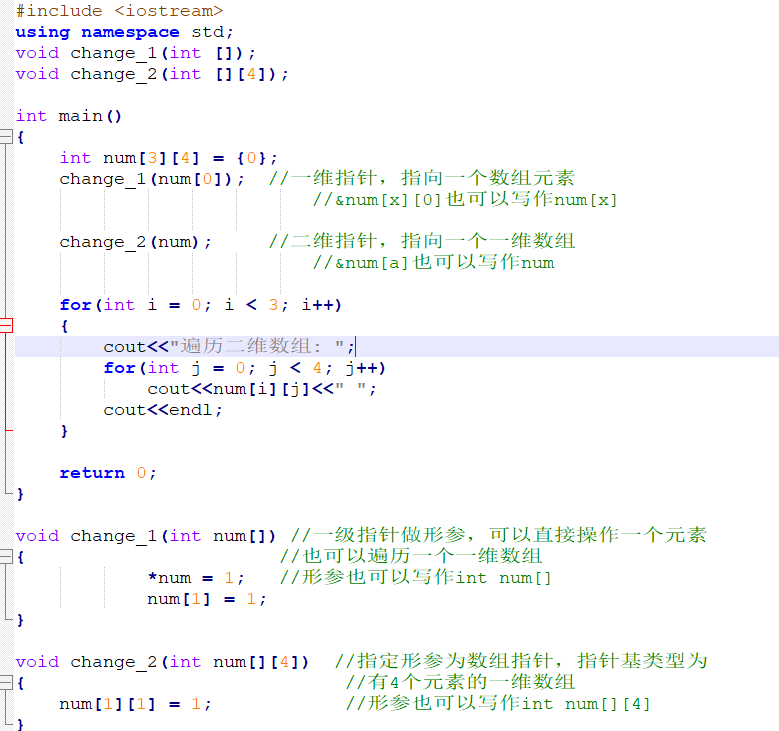 #include <iostream>
using namespace std;
void change_1(int []);
void change_2(int [][4]);
int main()
{
    int num[3][4] = {0};
    change_1(num[0]);  //一维指针，指向一个数组元素
                       //&num[x][0]也可以写作num[x]
    change_2(num);     //二维指针，指向一个一维数组
                       //&num[a]也可以写作num
    for(int i = 0; i < 3; i++)
    {
        cout<<"遍历二维数组: ";
        for(int j = 0; j < 4; j++)
            cout<<num[i][j]<<" ";
        cout<<endl;
    }
    return 0;
}
void change_1(int num[]) //一级指针做形参，可以直接操作一个元素
{                       //也可以遍历一个一维数组
            *num = 1;   //形参也可以写作int num[]
            num[1] = 1;
}
void change_2(int num[][4])  //指定形参为数组指针，指针基类型为
{                             //有4个元素的一维数组
    num[1][1] = 1;            //形参也可以写作int num[][4]
}